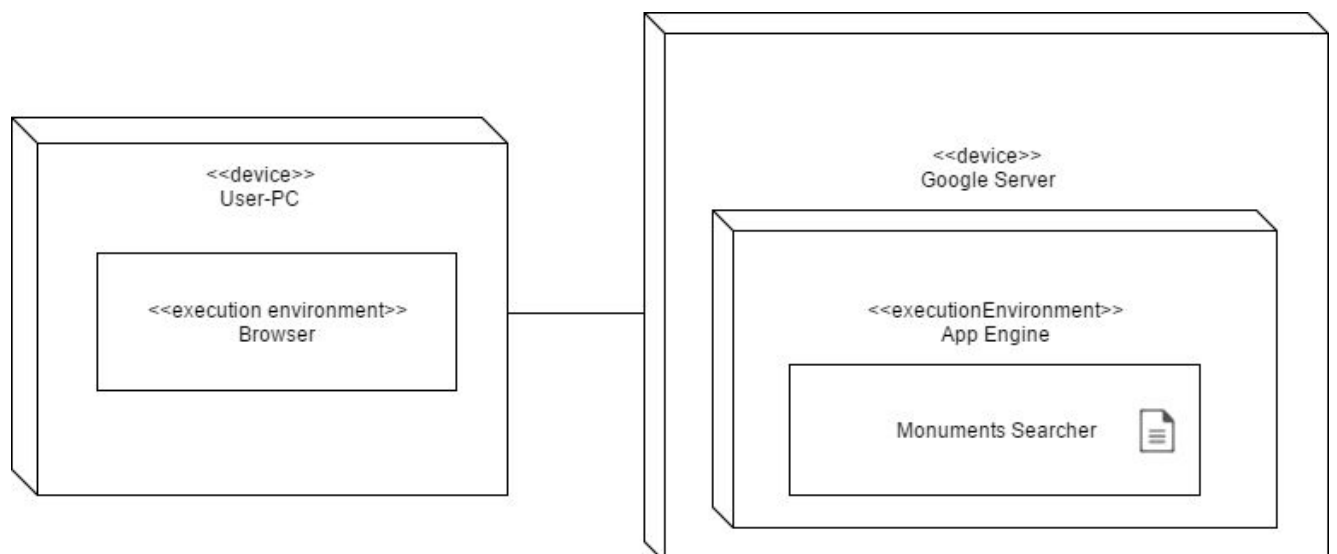 <<device>>
User-PC
<<execution environment>>
Browser
<<device>>
Google Server
<<executionEnvironment>>
App Engine
Monuments Searcher